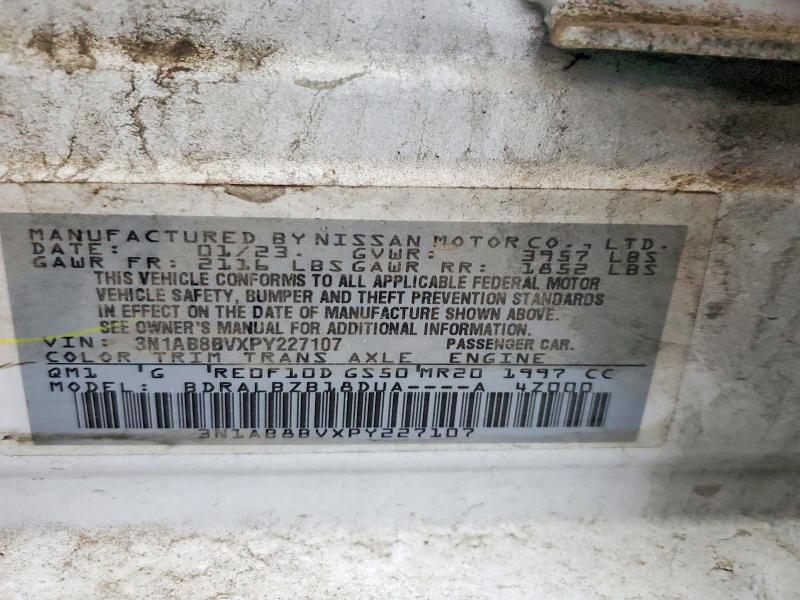 MANUFACTURED BY NISSAN MOTOR CO., LTD.
DATE: 01/23. GVWR: 3957 LBS
GAWR FR: 2116 LBS GAWR RR: 1852 LBS
THIS VEHICLE CONFORMS TO ALL APPLICABLE FEDERAL MOTOR
VEHICLE SAFETY, BUMPER AND THEFT PREVENTION STANDARDS
IN EFFECT ON THE DATE OF MANUFACTURE SHOWN ABOVE.
SEE OWNER'S MANUAL FOR ADDITIONAL INFORMATION.
VIN: 3N1AB8BVXPY227107 PASSENGER CAR.
COLOR TRIM TRANS AXLE ENGINE
QM1 'G 'RE0F10D GS50'MR20 1997 CC
MODEL: BDRALBZB18DUA----A 4Z000
3N1AB8BVXPY227107